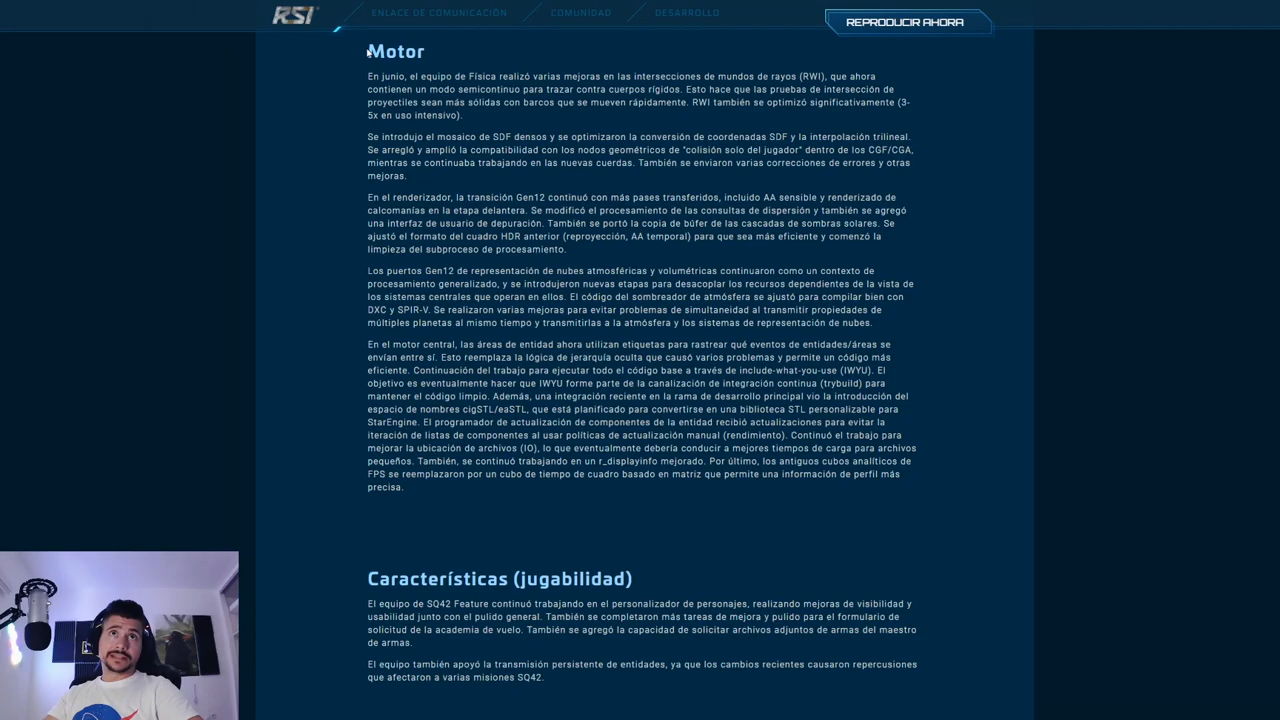 RSI
ENLACE DE COMUNICACIÓN
COMUNIDAD
DESARROLLO
REPRODUCIR AHORA
Motor
En junio, el equipo de Física realizó varias mejoras en las intersecciones de mundos de rayos (RWI), que ahora
contienen un modo semicontinuo para trazar contra cuerpos rígidos. Esto hace que las pruebas de intersección de
proyectiles sean más sólidas con barcos que se mueven rápidamente. RWI también se optimizó significativamente (3-
5x en uso intensivo).
Se introdujo el mosaico de SDF densos y se optimizaron la conversión de coordenadas SDF y la interpolación trilineal.
Se arregló y amplió la compatibilidad con los nodos geométricos de "colisión solo del jugador" dentro de los CGF/CGA,
mientras se continuaba trabajando en las nuevas cuerdas. También se enviaron varias correcciones de errores y otras
mejoras.
En el renderizador, la transición Gen12 continuó con más pases transferidos, incluido AA sensible y renderizado de
calcomanías en la etapa delantera. Se modificó el procesamiento de las consultas de dispersión y también se agregó
una interfaz de usuario de depuración. También se portó la copia de búfer de las cascadas de sombras solares. Se
ajustó el formato del cuadro HDR anterior (reproyección, AA temporal) para que sea más eficiente y comenzó la
limpieza del subproceso de procesamiento.
Los puertos Gen12 de representación de nubes atmosféricas y volumétricas continuaron como un contexto de
procesamiento generalizado, y se introdujeron nuevas etapas para desacoplar los recursos dependientes de la vista de
los sistemas centrales que operan en ellos. El código del sombreador de atmósfera se ajustó para compilar bien con
DXC y SPIR-V. Se realizaron varias mejoras para evitar problemas de simultaneidad al transmitir propiedades de
múltiples planetas al mismo tiempo y transmitirlas a la atmósfera y los sistemas de representación de nubes.
En el motor central, las áreas de entidad ahora utilizan etiquetas para rastrear qué eventos de entidades/áreas se
envían entre sí. Esto reemplaza la lógica de jerarquía oculta que causó varios problemas y permite un código más
eficiente. Continuación del trabajo para ejecutar todo el código base a través de include-what-you-use (IWYU). El
objetivo es eventualmente hacer que IWYU forme parte de la canalización de integración continua (trybuild) para
mantener el código limpio. Además, una integración reciente en la rama de desarrollo principal vio la introducción del
espacio de nombres cigSTL/eaSTL, que está planificado para convertirse en una biblioteca STL personalizable para
StarEngine. El programador de actualización de componentes de la entidad recibió actualizaciones para evitar la
iteración de listas de componentes al usar políticas de actualización manual (rendimiento). Continuó el trabajo para
mejorar la ubicación de archivos (IO), lo que eventualmente debería conducir a mejores tiempos de carga para archivos
pequeños. También, se continuó trabajando en un r_displayinfo mejorado. Por último, los antiguos cubos analíticos de
FPS se reemplazaron por un cubo de tiempo de cuadro basado en matriz que permite una información de perfil más
precisa.
Características (jugabilidad)
El equipo de SQ42 Feature continuó trabajando en el personalizador de personajes, realizando mejoras de visibilidad y
usabilidad junto con el pulido general. También se completaron más tareas de mejora y pulido para el formulario de
solicitud de la academia de vuelo. También se agregó la capacidad de solicitar archivos adjuntos de armas del maestro
de armas.
El equipo también apoyó la transmisión persistente de entidades, ya que los cambios recientes causaron repercusiones
que afectaron a varias misiones SQ42.